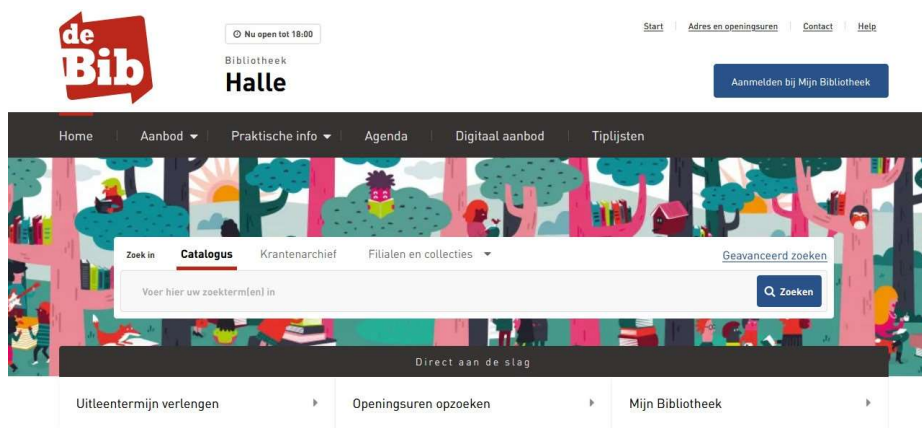 de
Bib
Nu open tot 18:00
Bibliotheek
Halle
Start Adres en openingsuren Contact Help
Aanmelden bij Mijn Bibliotheek
Home Aanbod Praktische info Agenda Digitaal aanbod Tiplijsten
Zoek in Catalogus Krantenarchief Filialen en collecties Geavanceerd zoeken
Voer hier uw zoekterm(en) in Zoeken
Direct aan de slag
Uitleentermijn verlengen Openingsuren opzoeken Mijn Bibliotheek